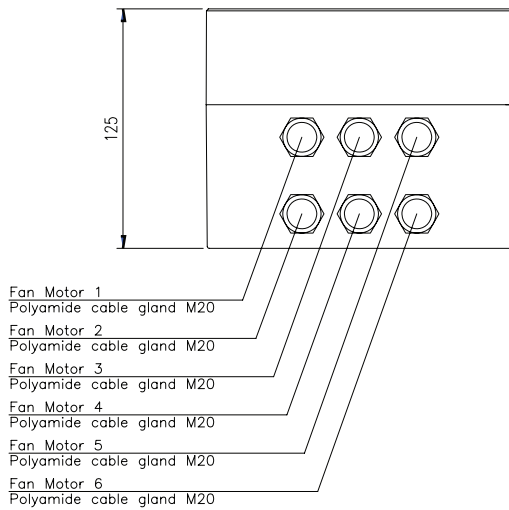 125
Fan Motor 1
Polyamide cable gland M20
Fan Motor 2
Polyamide cable gland M20
Fan Motor 3
Polyamide cable gland M20
Fan Motor 4
Polyamide cable gland M20
Fan Motor 5
Polyamide cable gland M20
Fan Motor 6
Polyamide cable gland M20